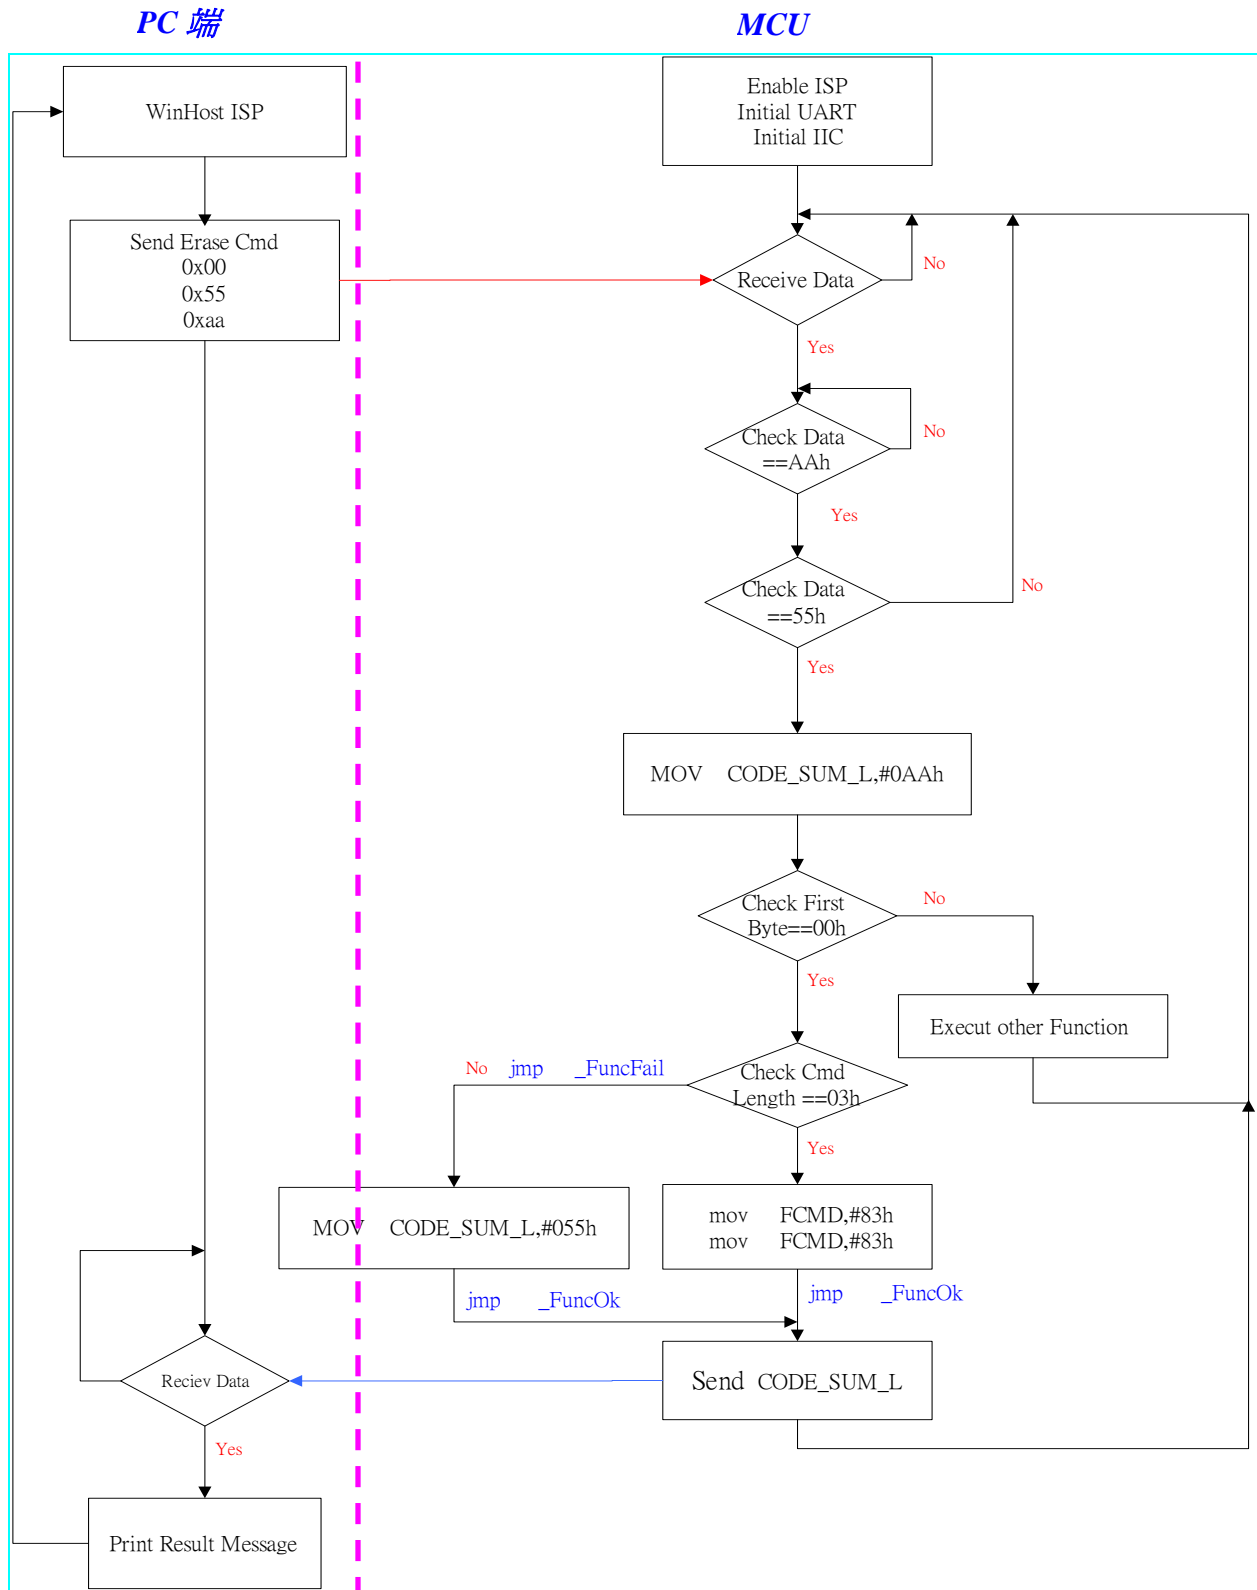 PC 端
MCU
WinHost ISP
Enable ISP
Initial UART
Initial IIC
Send Erase Cmd
0x00
0x55
0xaa
Receive Data
No
Yes
Check Data
==AAh
No
Yes
Check Data
==55h
No
Yes
MOV CODE_SUM_L,#0AAh
Check First
Byte==00h
No
Yes
Execut other Function
Check Cmd
Length ==03h
No jmp _FuncFail
Yes
MOV CODE_SUM_L,#055h
mov FCMD,#83h
mov FCMD,#83h
jmp _FuncOk
jmp _FuncOk
Reciev Data
Send CODE_SUM_L
Yes
Print Result Message